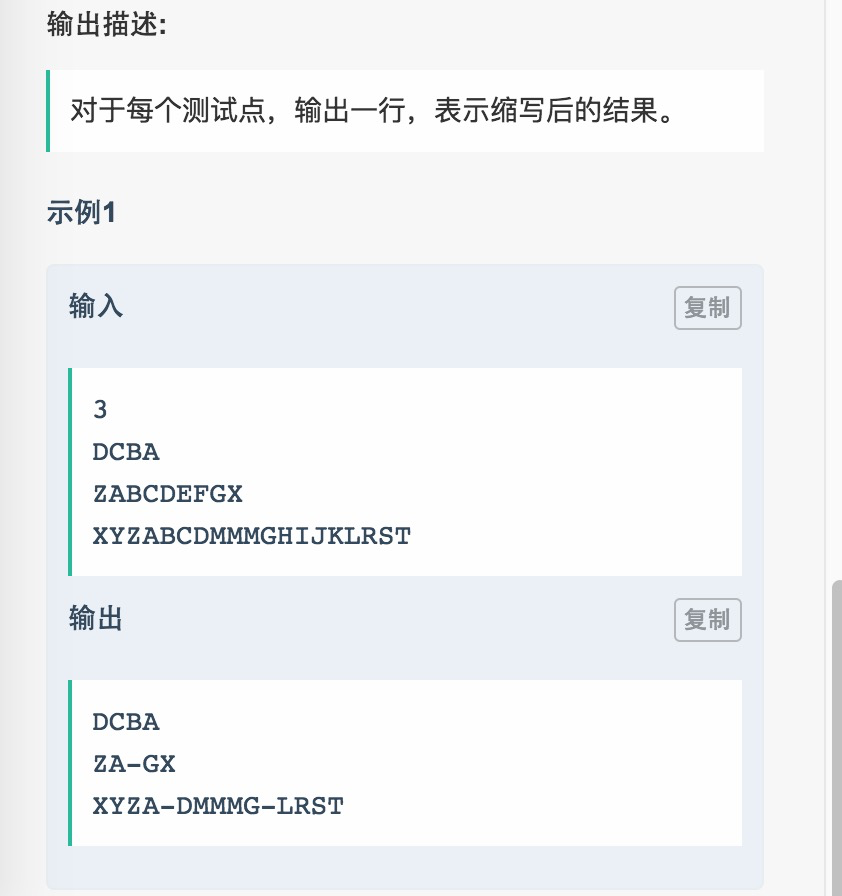 输出描述:
对于每个测试点，输出一行，表示缩写后的结果。
示例1
输入
复制
3
DCBA
ZABCDEFGX
XYZABCDMMMGHIJKLRST
输出
复制
DCBA
ZA-GX
XYZA-DMMMG-LRST